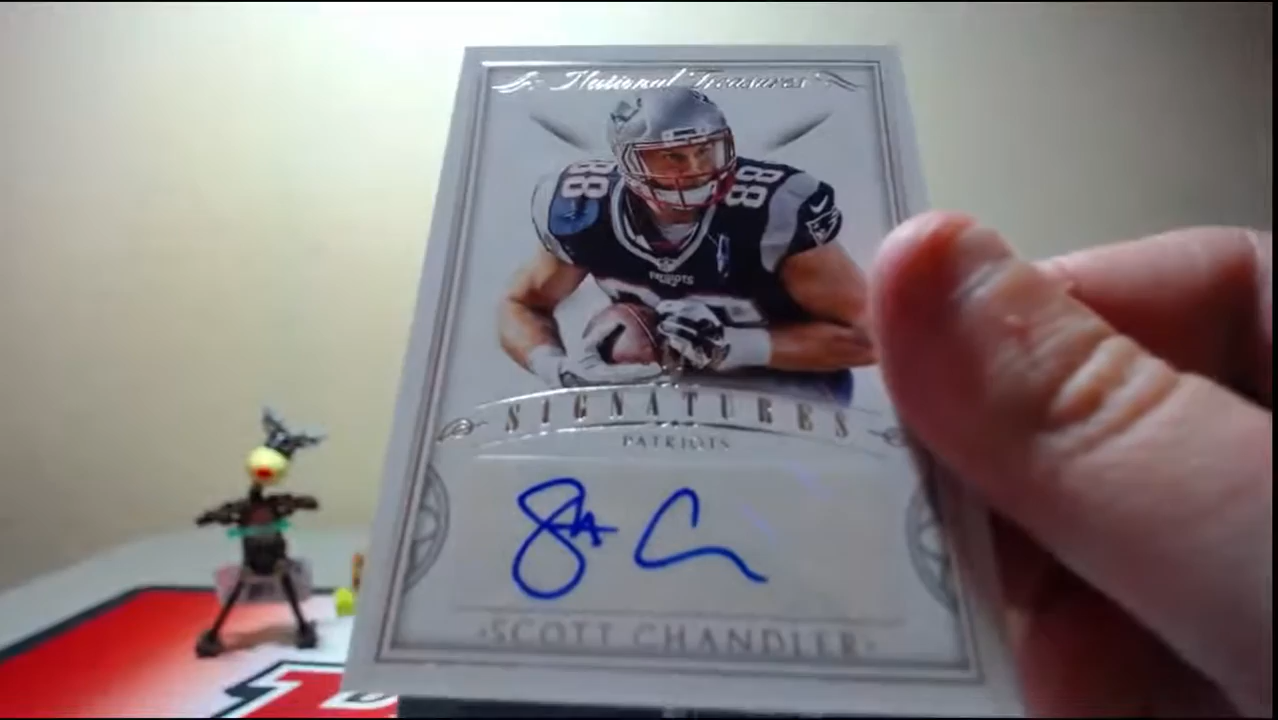 National Treasures
88 88
PATRIOTS
SIGNATURES
PATRIOTS
SCOTT CHANDLER